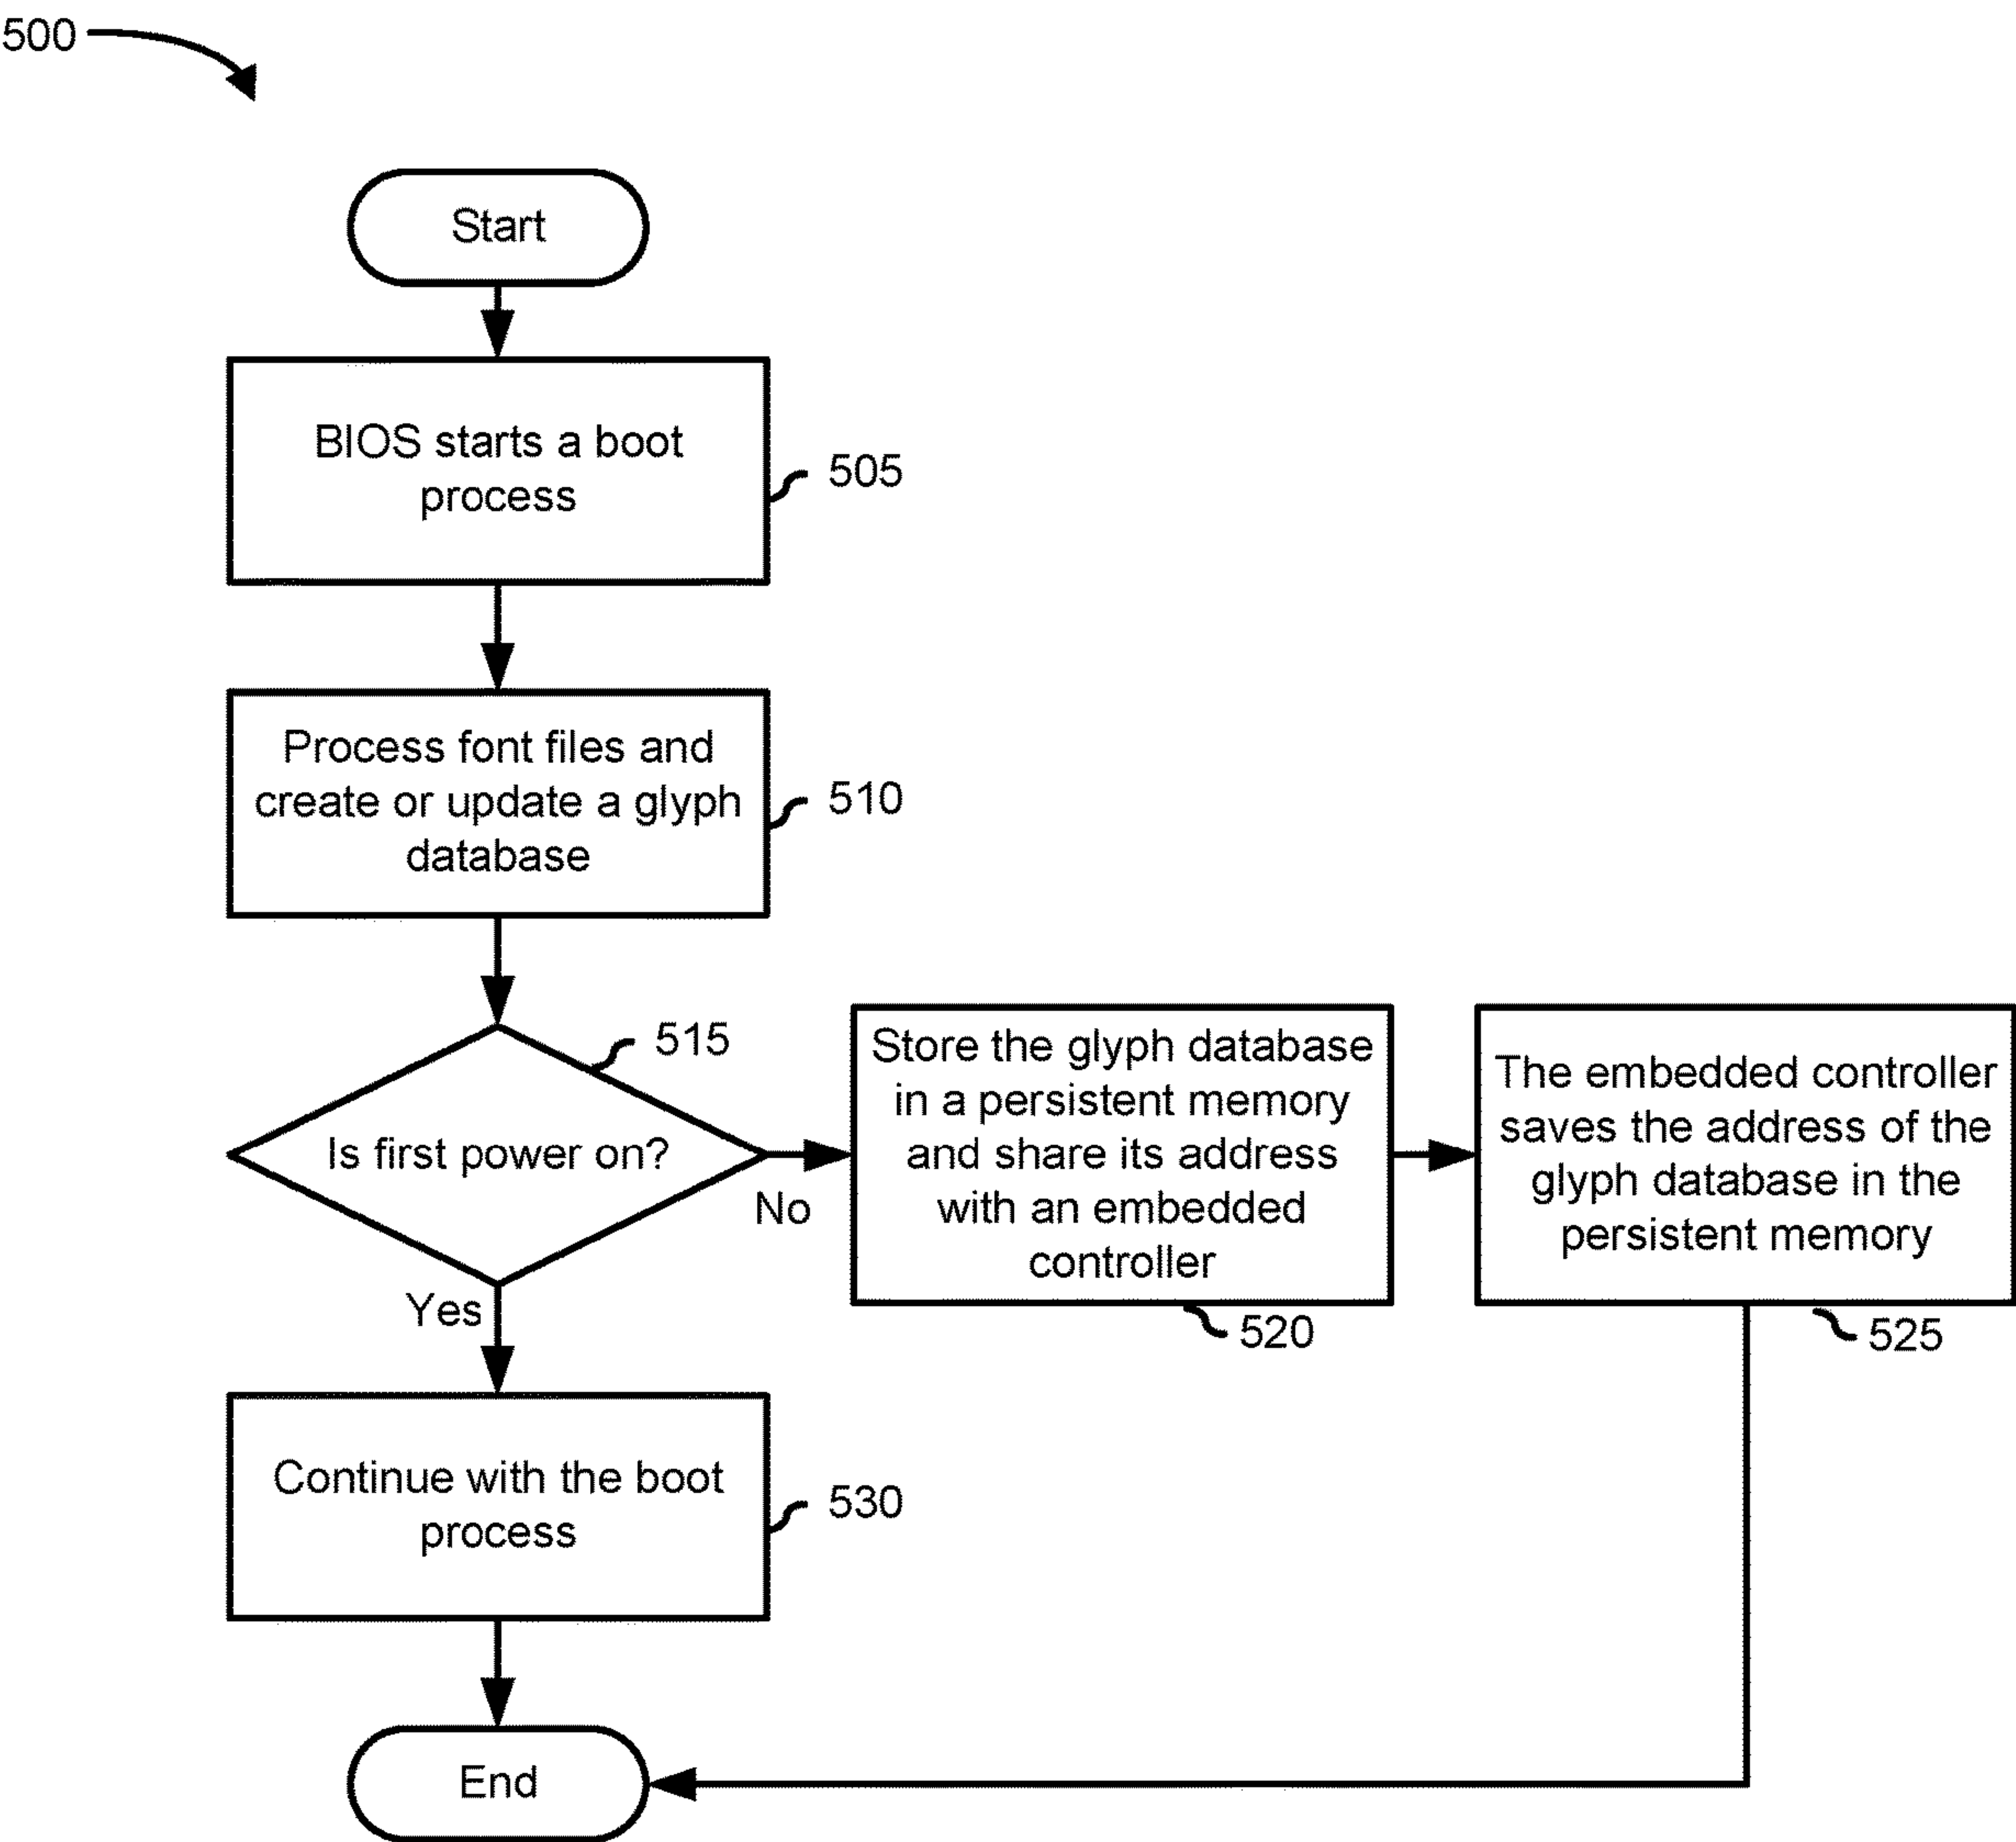 500
Start
BIOS starts a boot
process
505
Process font files and
create or update a glyph
database
510
515
Is first power on?
No
Store the glyph database
in a persistent memory
and share its address
with an embedded
controller
520
The embedded controller
saves the address of the
glyph database in the
persistent memory
525
Yes
Continue with the boot
process
530
End